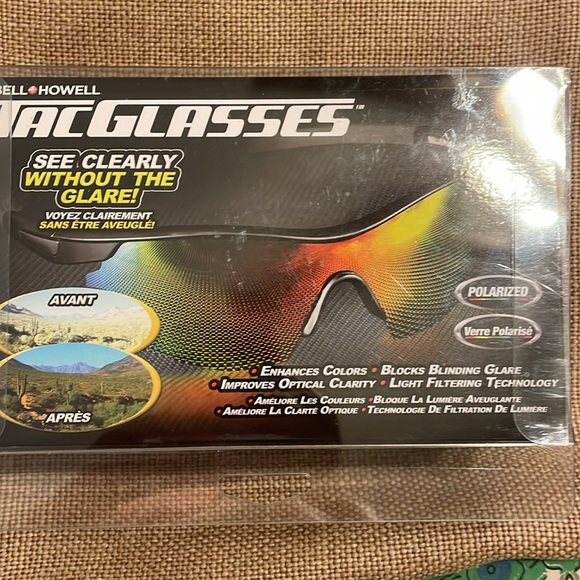 BELL HOWELL
TACGLASSES™
SEE CLEARLY
WITHOUT THE
GLARE!
VOYEZ CLAIREMENT
SANS ÊTRE AVEUGLÉ!
AVANT
POLARIZED
Verre Polarisé
• ENHANCES COLORS • BLOCKS BLINDING GLARE
• IMPROVES OPTICAL CLARITY • LIGHT FILTERING TECHNOLOGY
• AMÉLIORE LES COULEURS • BLOQUE LA LUMIÈRE AVEUGLANTE
• AMÉLIORE LA CLARTÉ OPTIQUE • TECHNOLOGIE DE FILTRATION DE LUMIERE
APRÈS